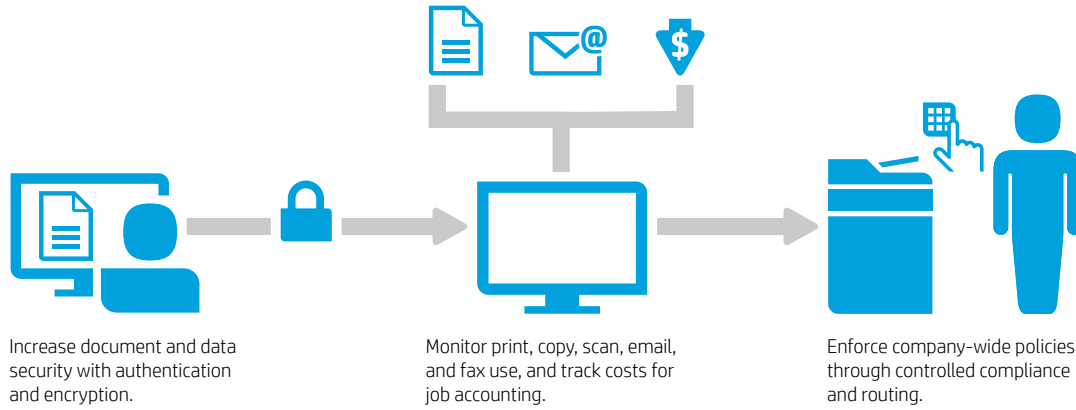 @
$
Increase document and data
security with authentication
and encryption.
Monitor print, copy, scan, email,
and fax use, and track costs for
job accounting.
Enforce company-wide policies
through controlled compliance
and routing.